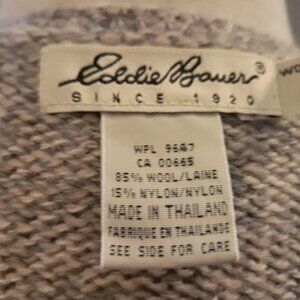 Eddie Bauer®
SINCE 1920
WPL 9647
CA 00665
85% WOOL/LAINE
15% NYLON/NYLON
MADE IN THAILAND
FABRIQUE EN THAILANDE
SEE SIDE FOR CARE